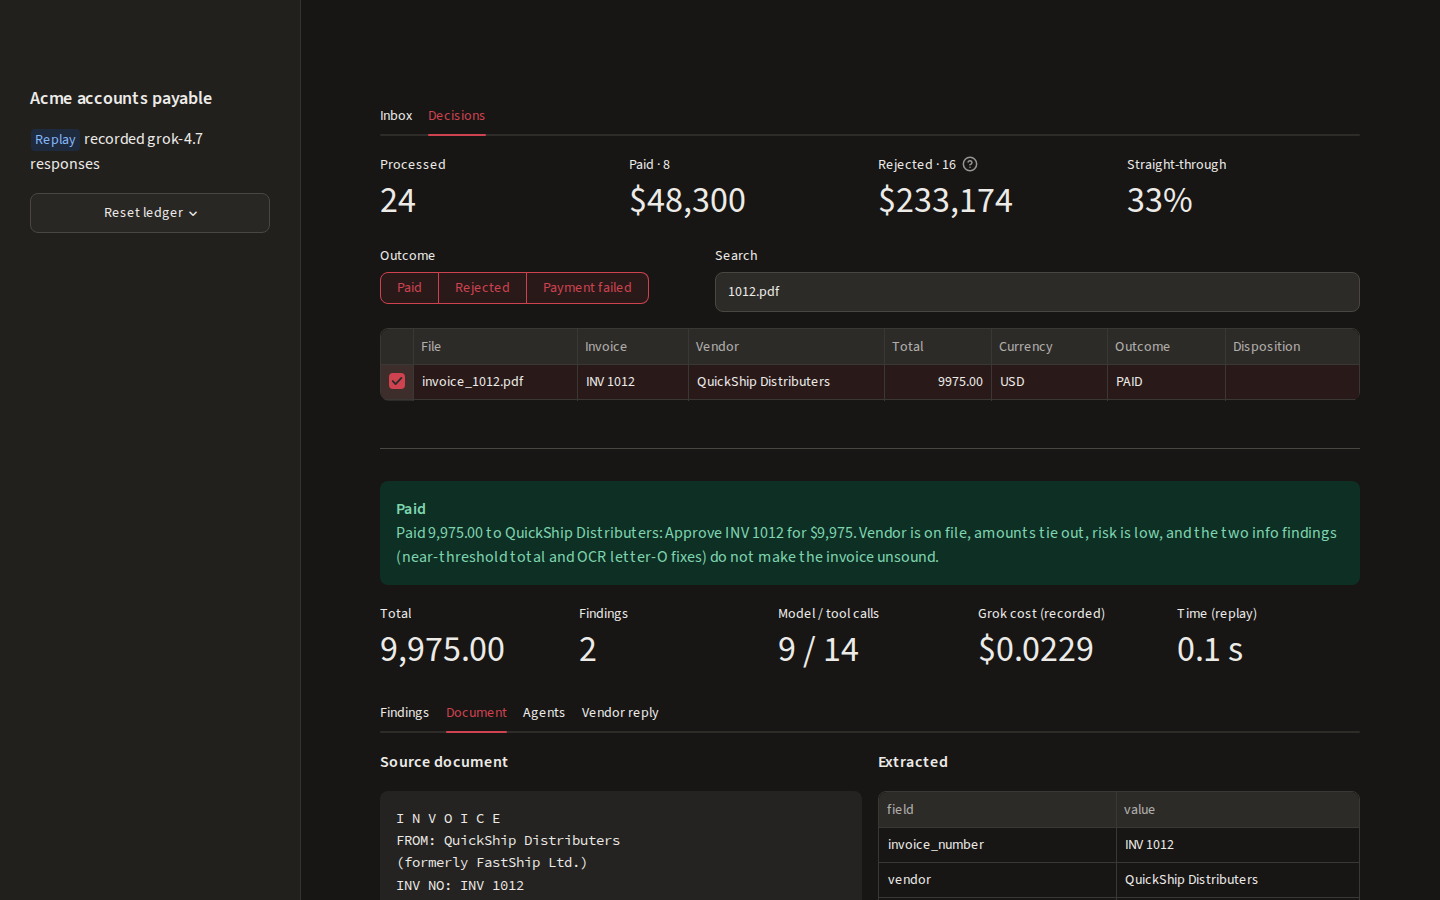 Acme accounts payable
Replay recorded grok-4.7
responses
Reset ledger
Inbox Decisions
Processed Paid · 8 Rejected · 16 Straight-through
24 $48,300 $233,174 33%
Outcome Search
Paid Rejected Payment failed 1012.pdf
File Invoice Vendor Total Currency Outcome Disposition
invoice_1012.pdf INV 1012 QuickShip Distributers 9975.00 USD PAID
Paid
Paid 9,975.00 to QuickShip Distributers: Approve INV 1012 for $9,975. Vendor is on file, amounts tie out, risk is low, and the two info findings
(near-threshold total and OCR letter-O fixes) do not make the invoice unsound.
Total Findings Model / tool calls Grok cost (recorded) Time (replay)
9,975.00 2 9 / 14 $0.0229 0.1 s
Findings Document Agents Vendor reply
Source document
I N V O I C E
FROM: QuickShip Distributers
(formerly FastShip Ltd.)
INV NO: INV 1012
Extracted
field value
invoice_number INV 1012
vendor QuickShip Distributers